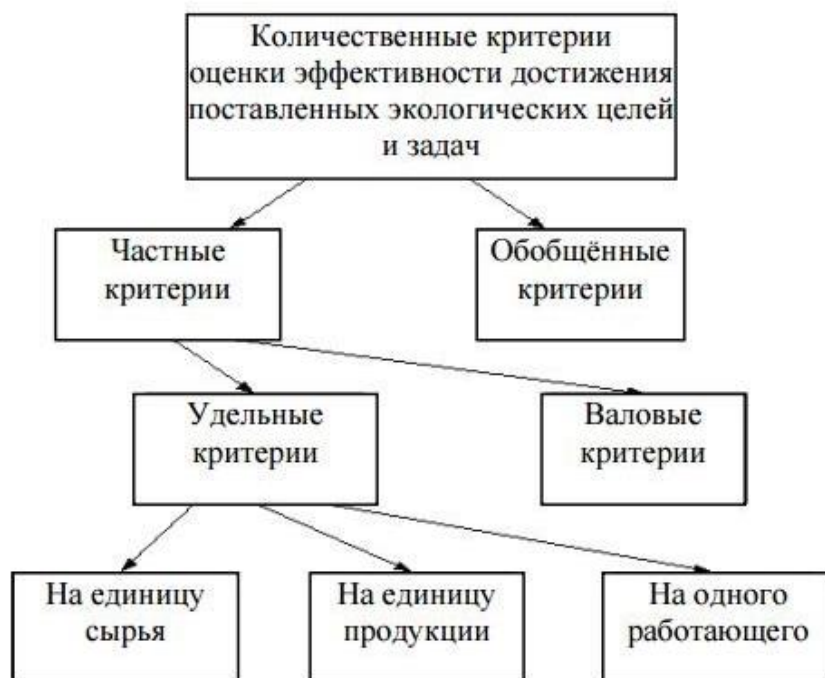 Количественные критерии
оценки эффективности достижения
поставленных экологических целей
и задач
Частные
критерии
Обобщённые
критерии
Удельные
критерии
Валовые
критерии
На единицу
сырья
На единицу
продукции
На одного
работающего